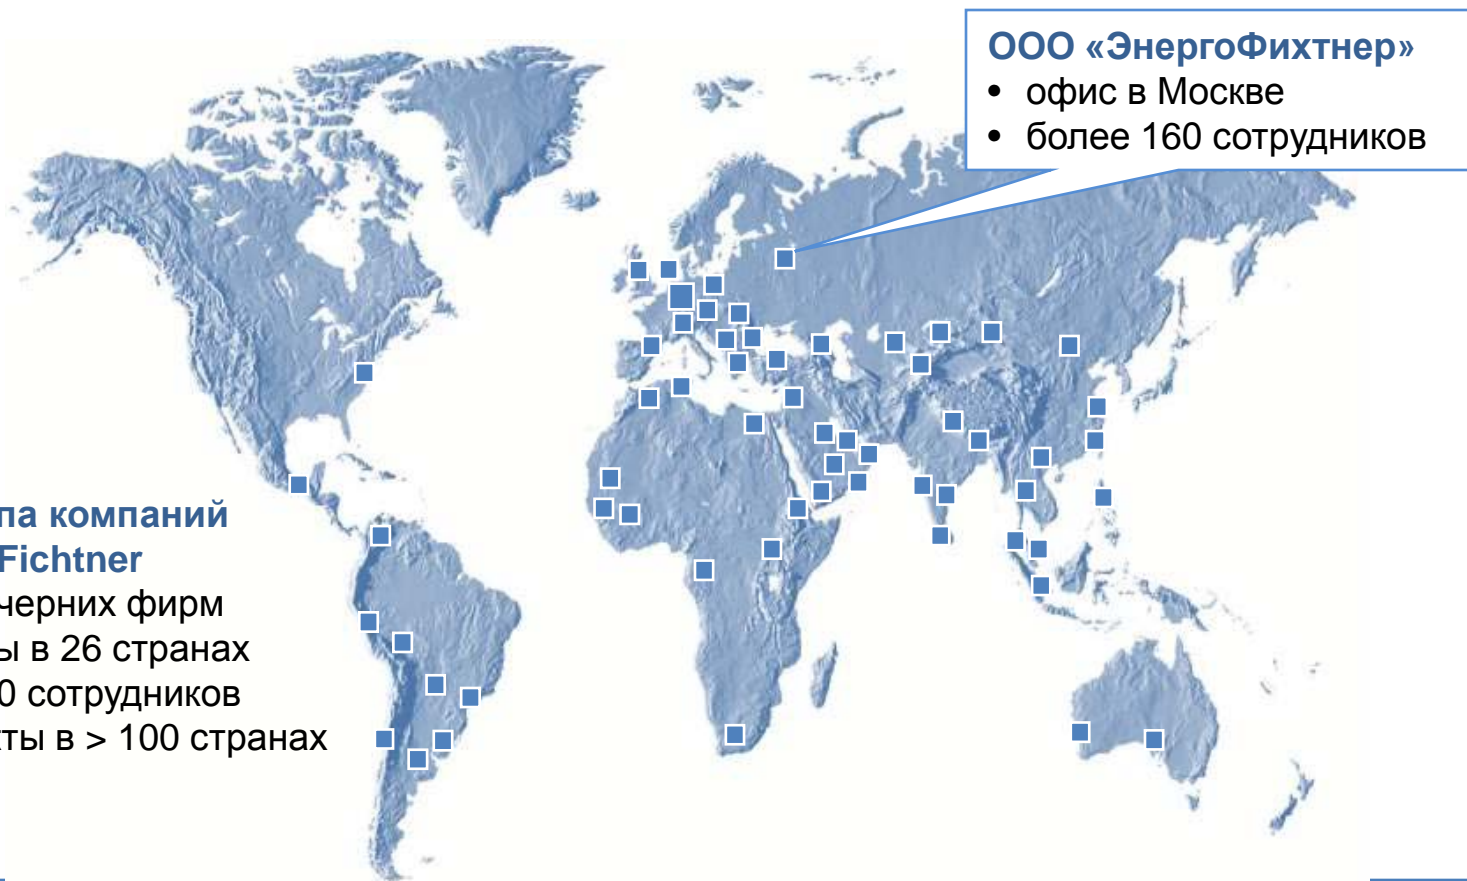 ООО «ЭнергоФихтнер»
• офис в Москве
• более 160 сотрудников
па компаний
Fichtner
черних фирм
ы в 26 странах
0 сотрудников
ты в > 100 странах